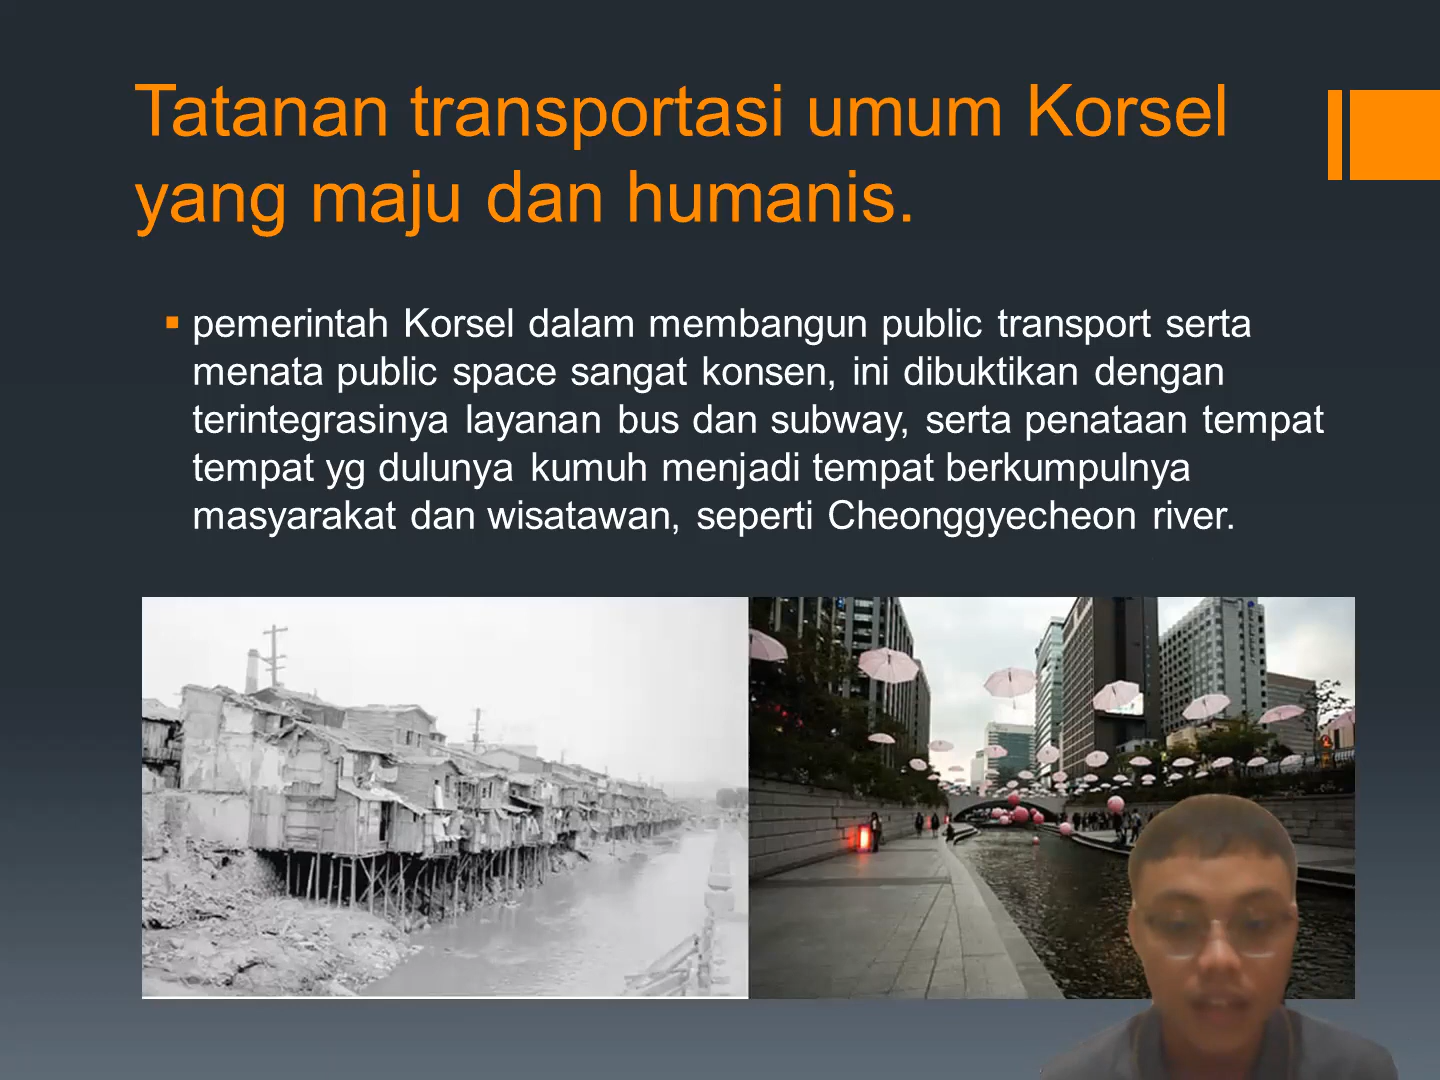 Tatanan transportasi umum Korsel
yang maju dan humanis.
pemerintah Korsel dalam membangun public transport serta
menata public space sangat konsen, ini dibuktikan dengan
terintegrasinya layanan bus dan subway, serta penataan tempat
tempat yg dulunya kumuh menjadi tempat berkumpulnya
masyarakat dan wisatawan, seperti Cheonggyecheon river.